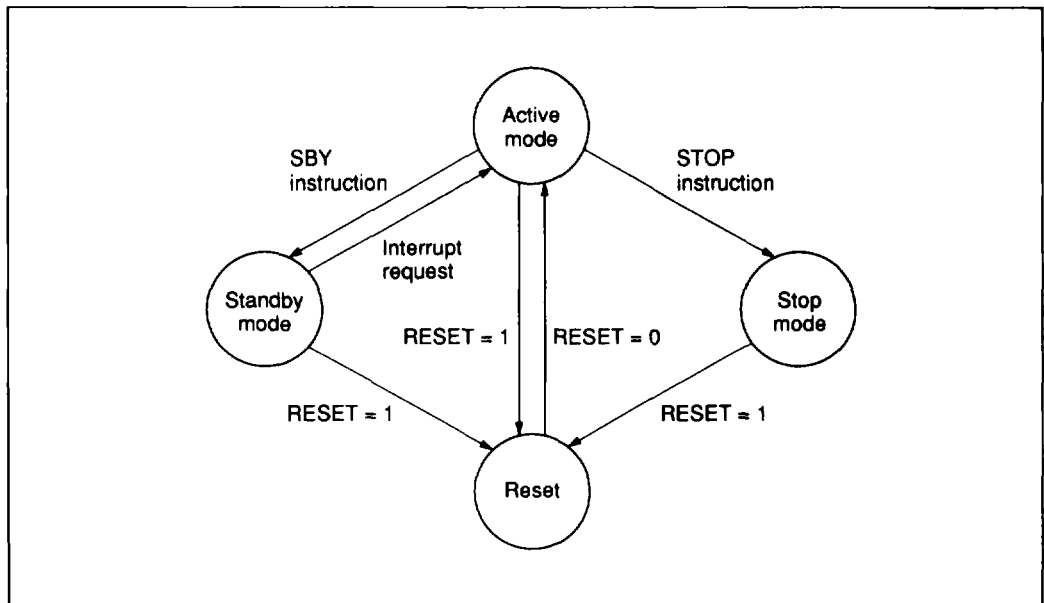 Active
mode
SBY
instruction
STOP
instruction
Interrupt
request
Standby
mode
Stop
mode
RESET = 1
RESET = 0
RESET = 1
RESET = 1
Reset